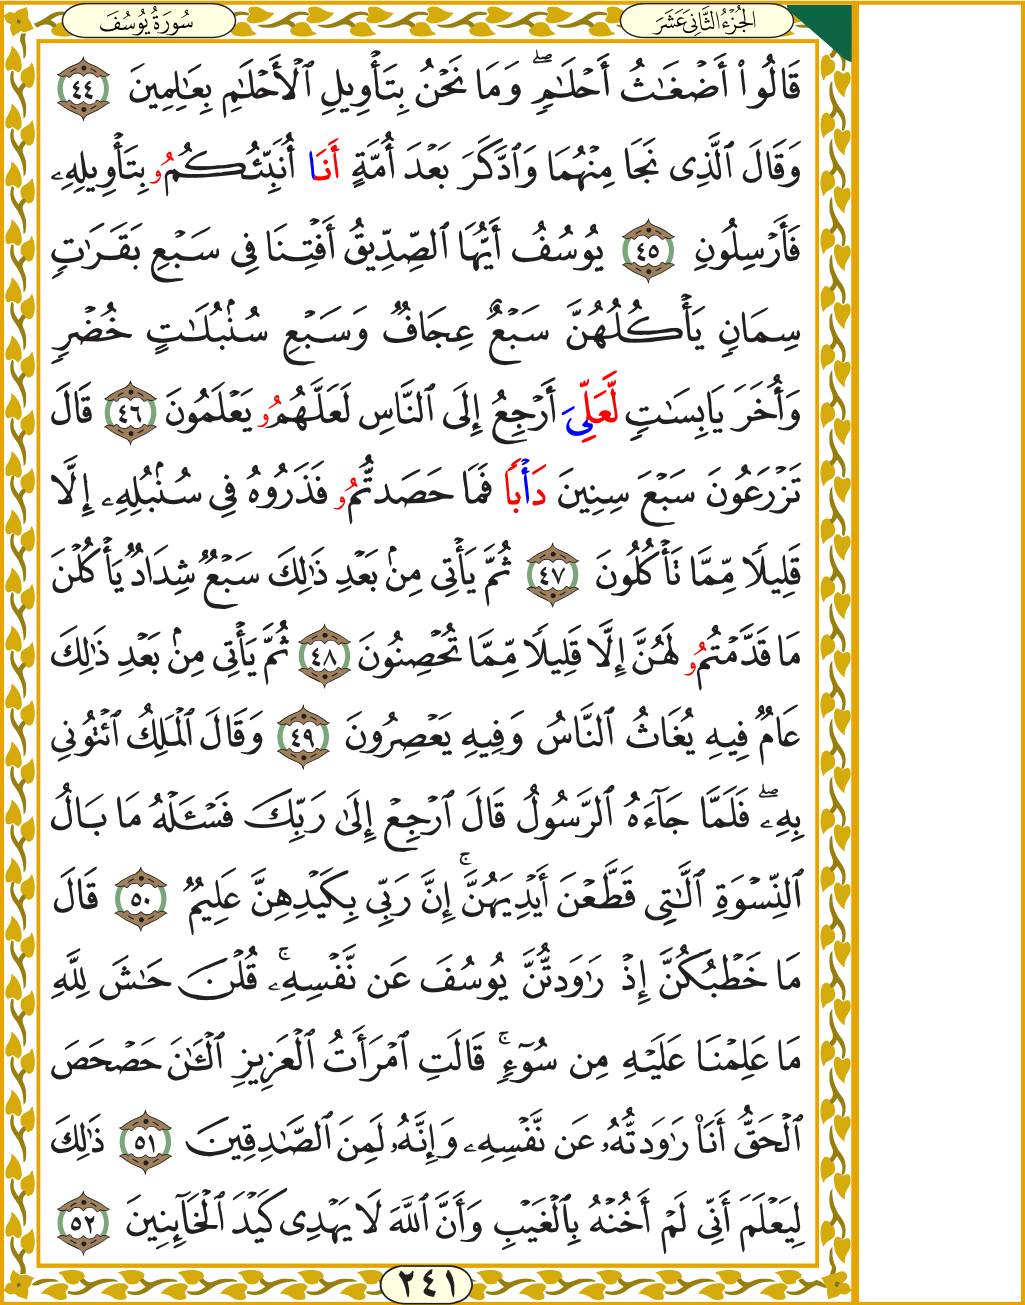 الجُزْءُ الثَّانِي عَشَرَ
سُورَةُ يُوسُفَ
قَالُوٓا۟ أَضْغَٰثُ أَحْلَٰمٍۖ وَمَا نَحْنُ بِتَأْوِيلِ ٱلْأَحْلَٰمِ بِعَٰلِمِينَ ٤٤
وَقَالَ ٱلَّذِى نَجَا مِنْهُمَا وَٱدَّكَرَ بَعْدَ أُمَّةٍ أَنَا أُنَبِّئُكُمُۥ بِتَأْوِيلِهِۦ
فَأَرْسِلُونِ ٤٥ يُوسُفُ أَيُّهَا ٱلصِّدِّيقُ أَفْتِنَا فِى سَبْعِ بَقَرَٰتٍ
سِمَانٍ يَأْكُلُهُنَّ سَبْعٌ عِجَافٌ وَسَبْعِ سُنۢبُلَٰتٍ خُضْرٍ
وَأُخَرَ يَابِسَٰتٍ لَّعَلِّىَ أَرْجِعُ إِلَى ٱلنَّاسِ لَعَلَّهُمُۥ يَعْلَمُونَ ٤٦ قَالَ
تَزْرَعُونَ سَبْعَ سِنِينَ دَأْبًا فَمَا حَصَدتُّمُۥ فَذَرُوهُ فِى سُنۢبُلِهِۦ إِلَّا
قَلِيلًا مِّمَّا تَأْكُلُونَ ٤٧ ثُمَّ يَأْتِى مِنۢ بَعْدِ ذَٰلِكَ سَبْعٌ شِدَادٌ يَأْكُلْنَ
مَا قَدَّمْتُمُۥ لَهُنَّ إِلَّا قَلِيلًا مِّمَّا تُحْصِنُونَ ٤٨ ثُمَّ يَأْتِى مِنۢ بَعْدِ ذَٰلِكَ
عَامٌ فِيهِ يُغَاثُ ٱلنَّاسُ وَفِيهِ يَعْصِرُونَ ٤٩ وَقَالَ ٱلْمَلِكُ ٱئْتُونِى
بِهِۦۖ فَلَمَّا جَآءَهُ ٱلرَّسُولُ قَالَ ٱرْجِعْ إِلَىٰ رَبِّكَ فَسْـَٔلْهُ مَا بَالُ
ٱلنِّسْوَةِ ٱلَّٰتِى قَطَّعْنَ أَيْدِيَهُنَّۚ إِنَّ رَبِّى بِكَيْدِهِنَّ عَلِيمٌ ٥٠ قَالَ
مَا خَطْبُكُنَّ إِذْ رَٰوَدتُّنَّ يُوسُفَ عَن نَّفْسِهِۦۚ قُلْنَ حَٰشَ لِلَّهِ
مَا عَلِمْنَا عَلَيْهِ مِن سُوٓءٍۚ قَالَتِ ٱمْرَأَتُ ٱلْعَزِيزِ ٱلْـَٰٔنَ حَصْحَصَ
ٱلْحَقُّ أَنَا۠ رَٰوَدتُّهُۥ عَن نَّفْسِهِۦ وَإِنَّهُۥ لَمِنَ ٱلصَّٰدِقِينَ ٥١ ذَٰلِكَ
لِيَعْلَمَ أَنِّى لَمْ أَخُنْهُ بِٱلْغَيْبِ وَأَنَّ ٱللَّهَ لَا يَهْدِى كَيْدَ ٱلْخَآئِنِينَ ٥٢
٢٤١